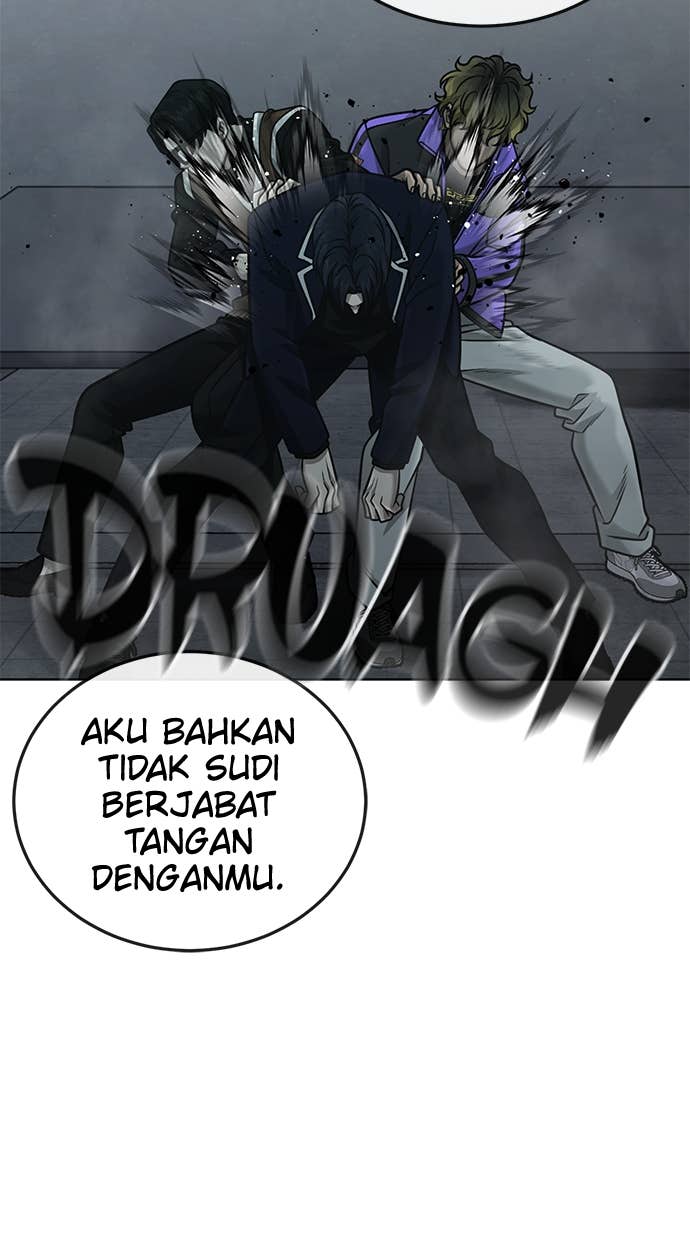 DRUAGH
AKU BAHKAN
TIDAK SUDI
BERJABAT
TANGAN
DENGANMU.